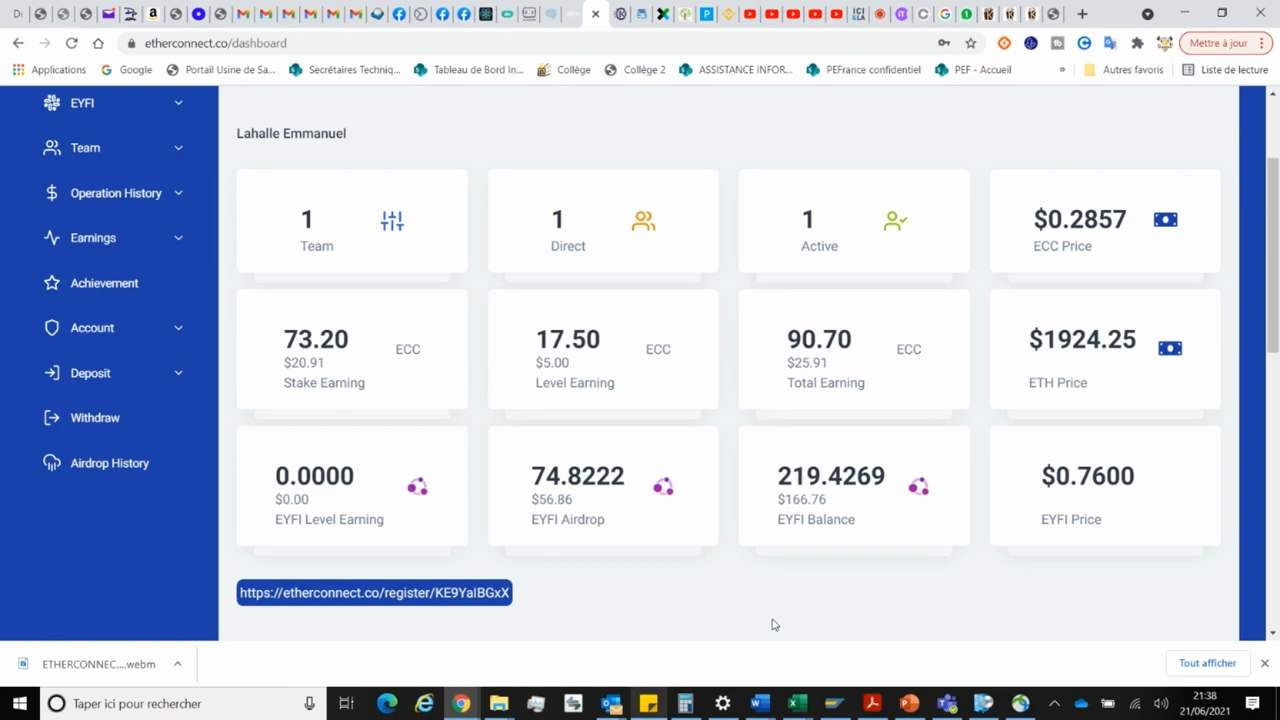 etherconnect.co/dashboard
Mettre à jour
Applications
Google
Portail Usine de Sa...
Secrétaires Techniq...
Tableau de Bord In...
Collège
Collège 2
ASSISTANCE INFOR...
PEFrance confidentiel
PEF - Accueil
»
Autres favoris
Liste de lecture
EYFI
Team
Operation History
Earnings
Achievement
Account
Deposit
Withdraw
Airdrop History
Lahalle Emmanuel
1
Team
1
Direct
1
Active
$0.2857
ECC Price
73.20
$20.91
Stake Earning
ECC
17.50
$5.00
Level Earning
ECC
90.70
$25.91
Total Earning
ECC
$1924.25
ETH Price
0.0000
$0.00
EYFI Level Earning
74.8222
$56.86
EYFI Airdrop
219.4269
$166.76
EYFI Balance
$0.7600
EYFI Price
https://etherconnect.co/register/KE9YalBGxX
ETHERCONNEC....webm
Tout afficher
Taper ici pour rechercher
21:38
21/06/2021